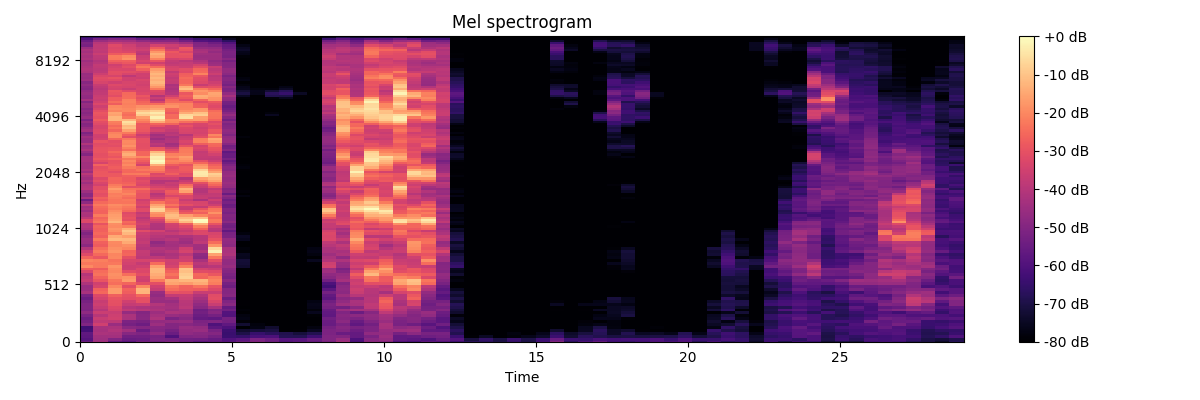 Mel spectrogram
Hz
8192
4096
2048
1024
512
0
0 5 10 15 20 25
Time
+0 dB
-10 dB
-20 dB
-30 dB
-40 dB
-50 dB
-60 dB
-70 dB
-80 dB